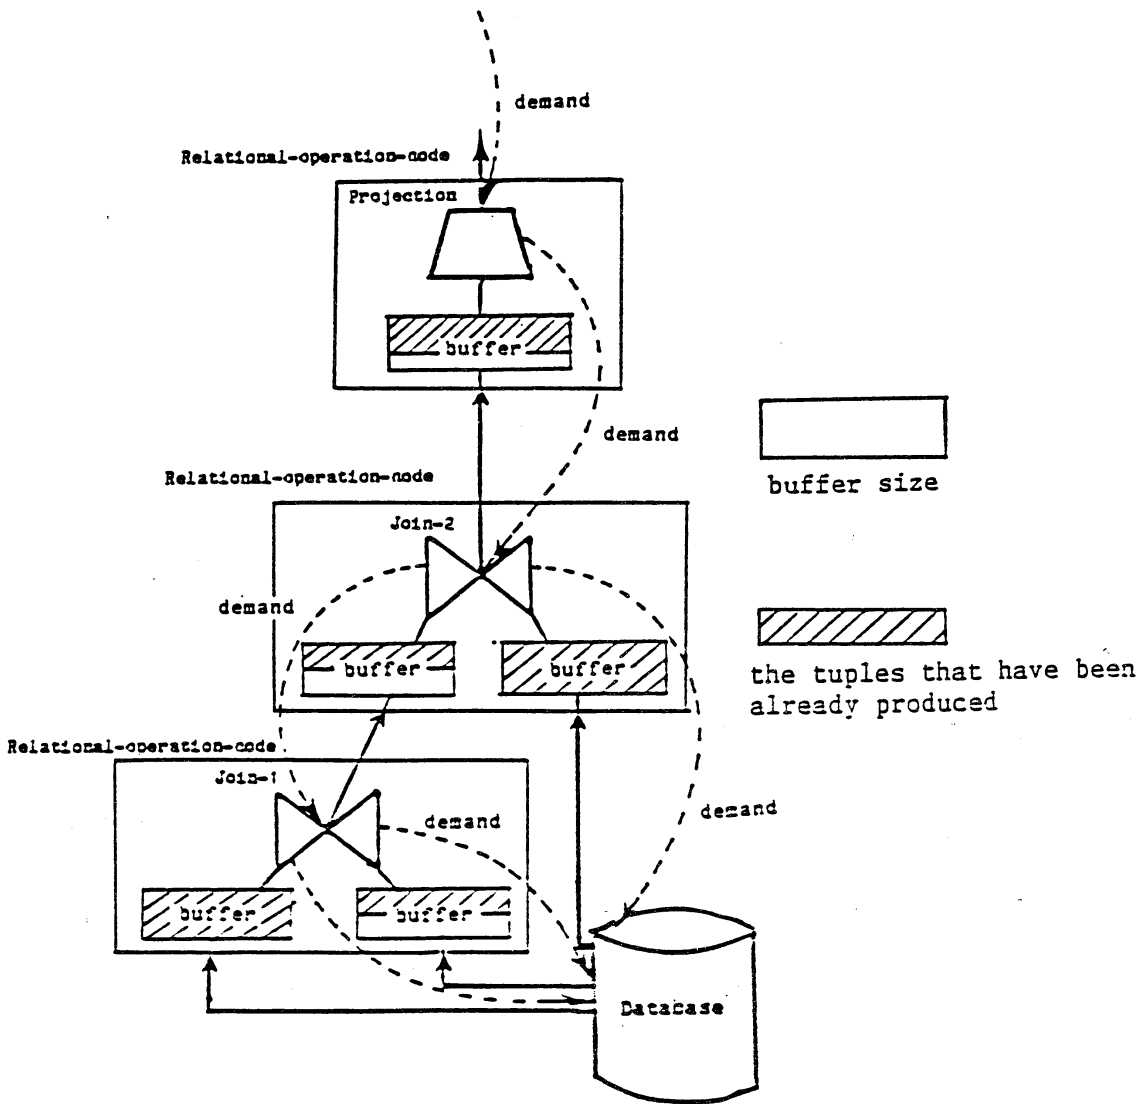 demand
Relational-operation-node
Projection
buffer
demand
Relational-operation-node
buffer size
Join-2
demand
buffer
buffer
the tuples that have been
already produced
Relational-operation-node
Join-1
demand
demand
buffer
buffer
Database